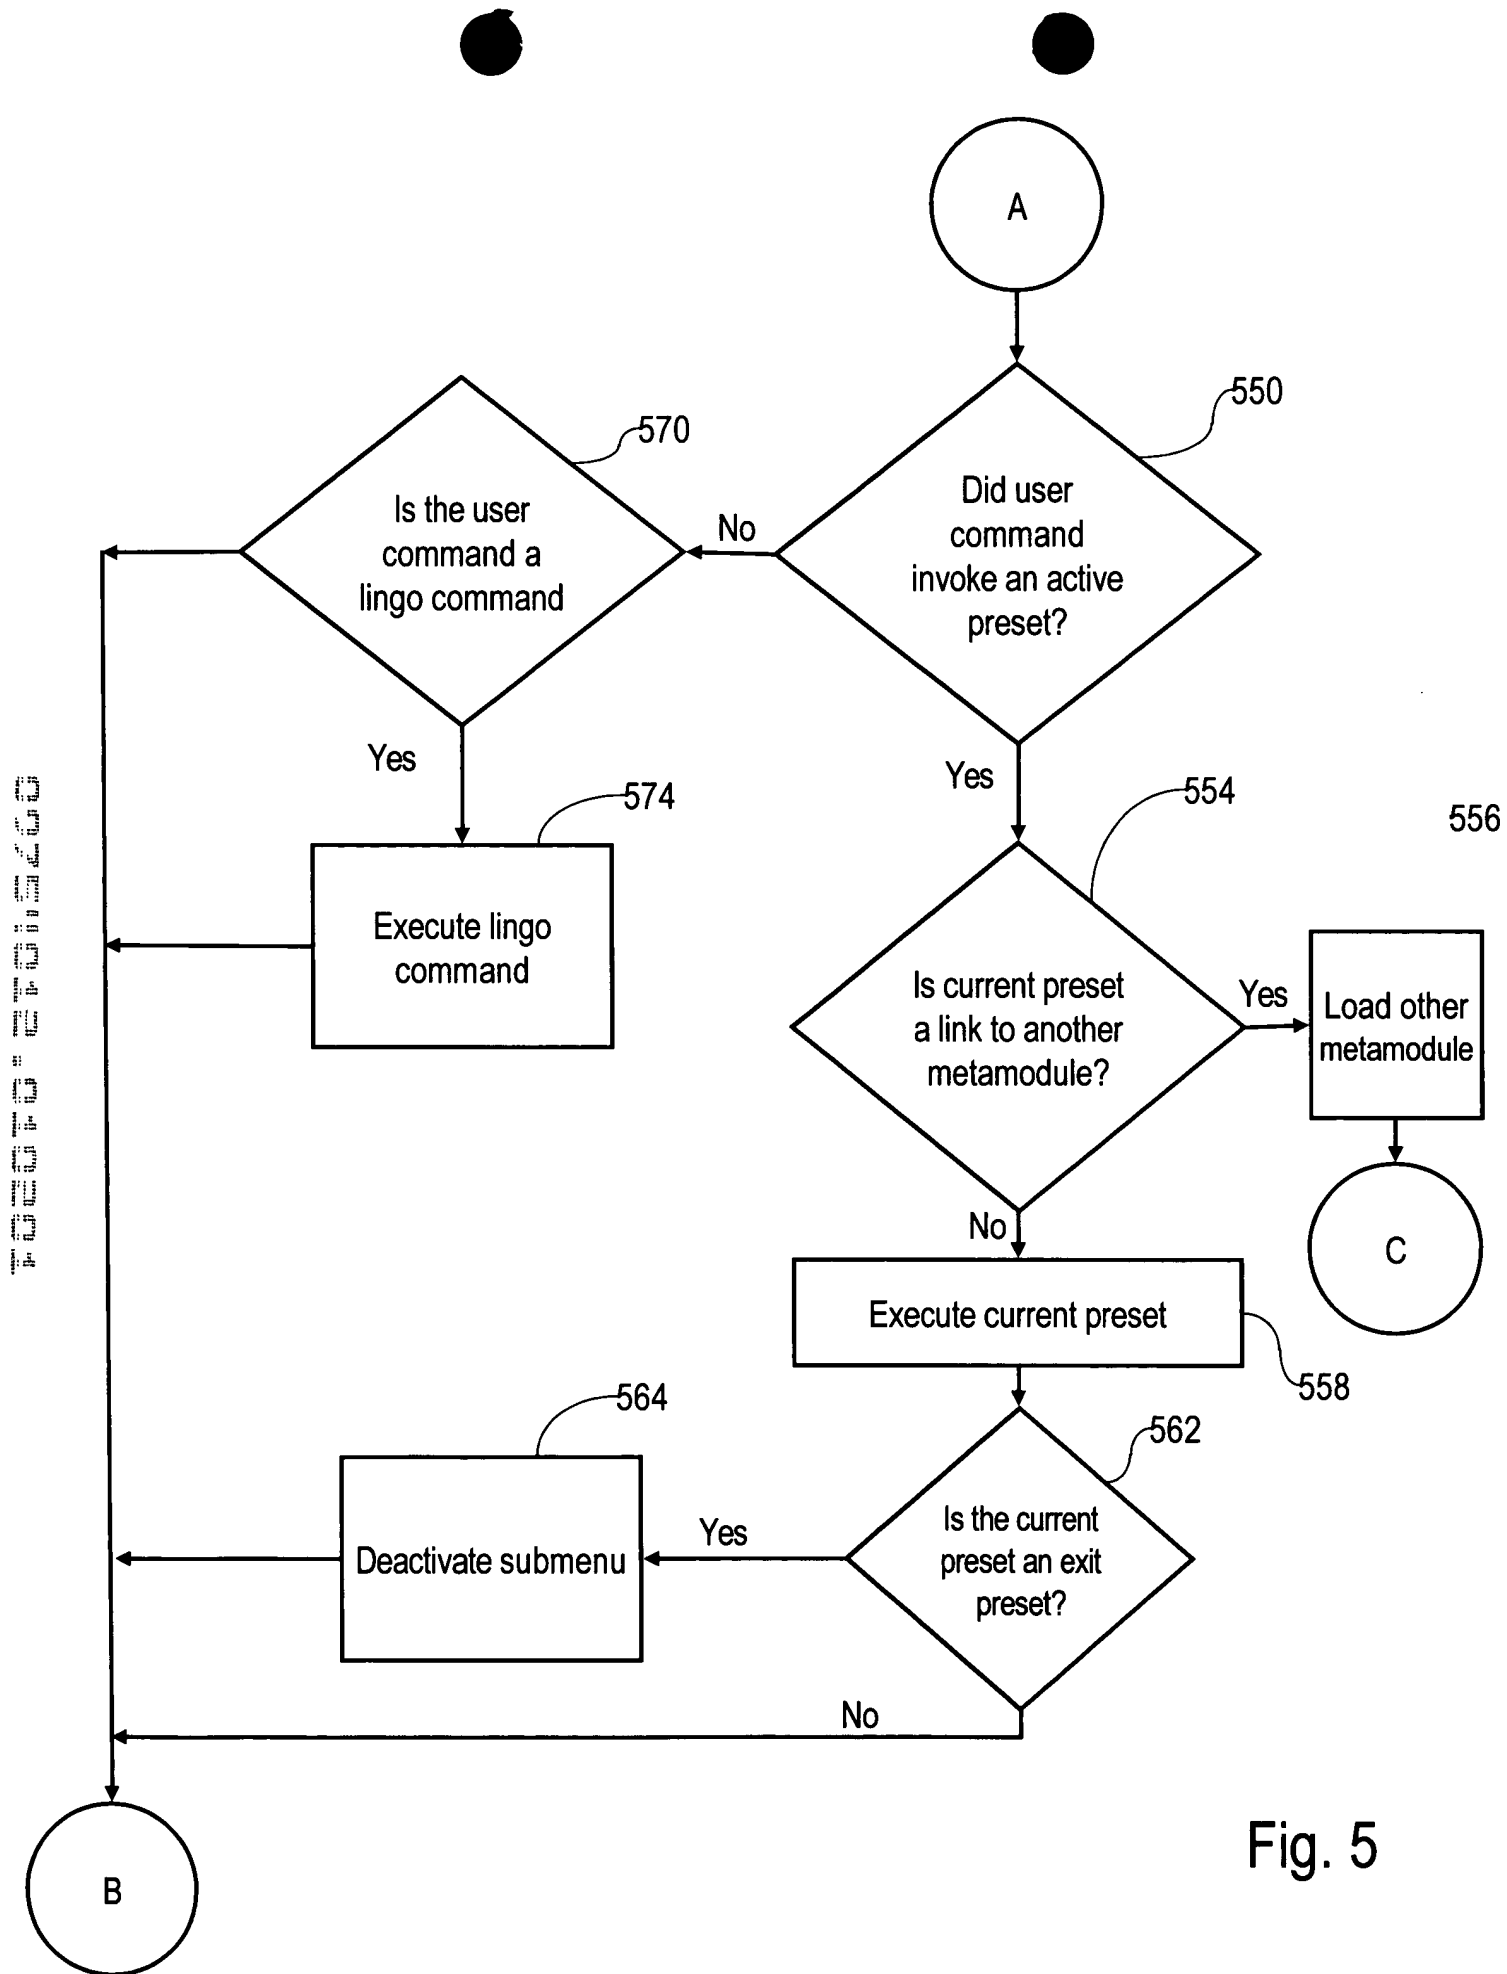 A
550
570
Did user
command
invoke an active
preset?
Is the user
command a
lingo command
No
Yes
Yes
574
554
556
Execute lingo
command
Is current preset
a link to another
metamodule?
Yes
Load other
metamodule
No
C
Execute current preset
558
564
562
Is the current
preset an exit
preset?
Yes
Deactivate submenu
No
B
Fig. 5